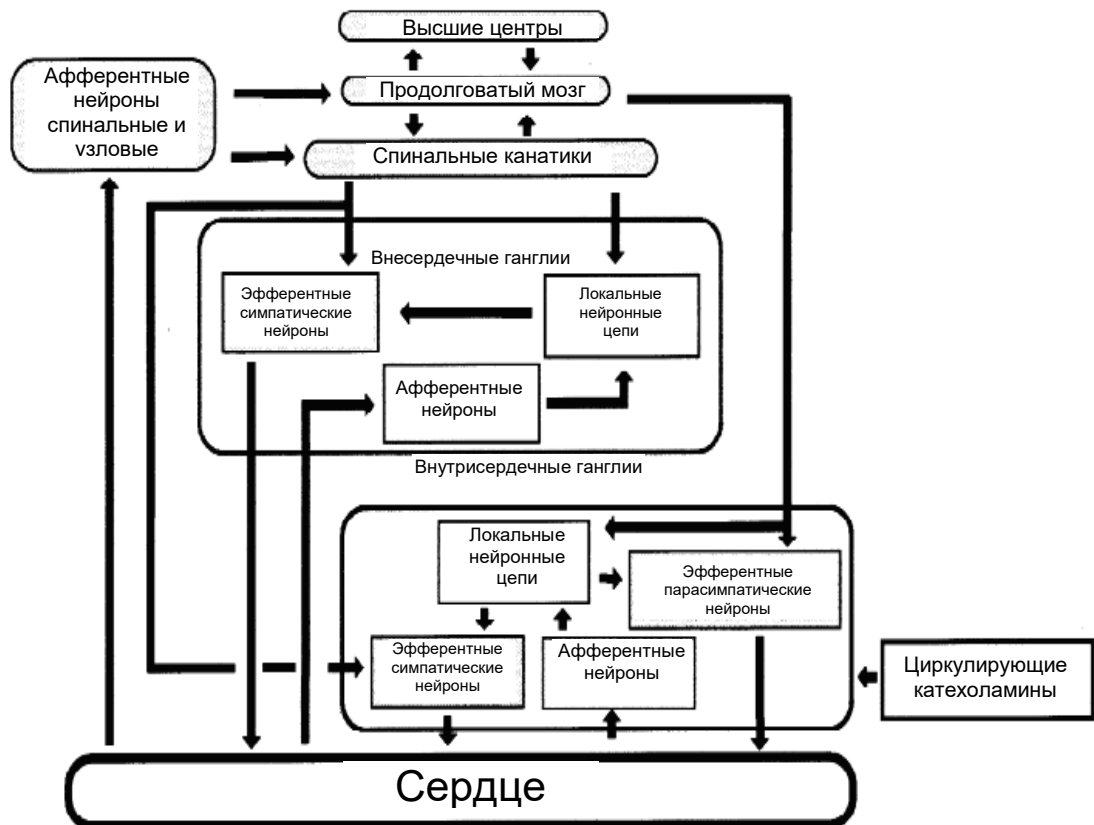 Высшие центры
Афферентные
нейроны
спинальные и
узловые
Продолговатый мозг
Спинальные канатики
Внесердечные ганглии
Эфферентные
симпатические
нейроны
Локальные
нейронные
цепи
Афферентные
нейроны
Внутрисердечные ганглии
Локальные
нейронные
цепи
Эфферентные
парасимпатические
нейроны
Эфферентные
симпатические
нейроны
Афферентные
нейроны
Циркулирующие
катехоламины
Сердце